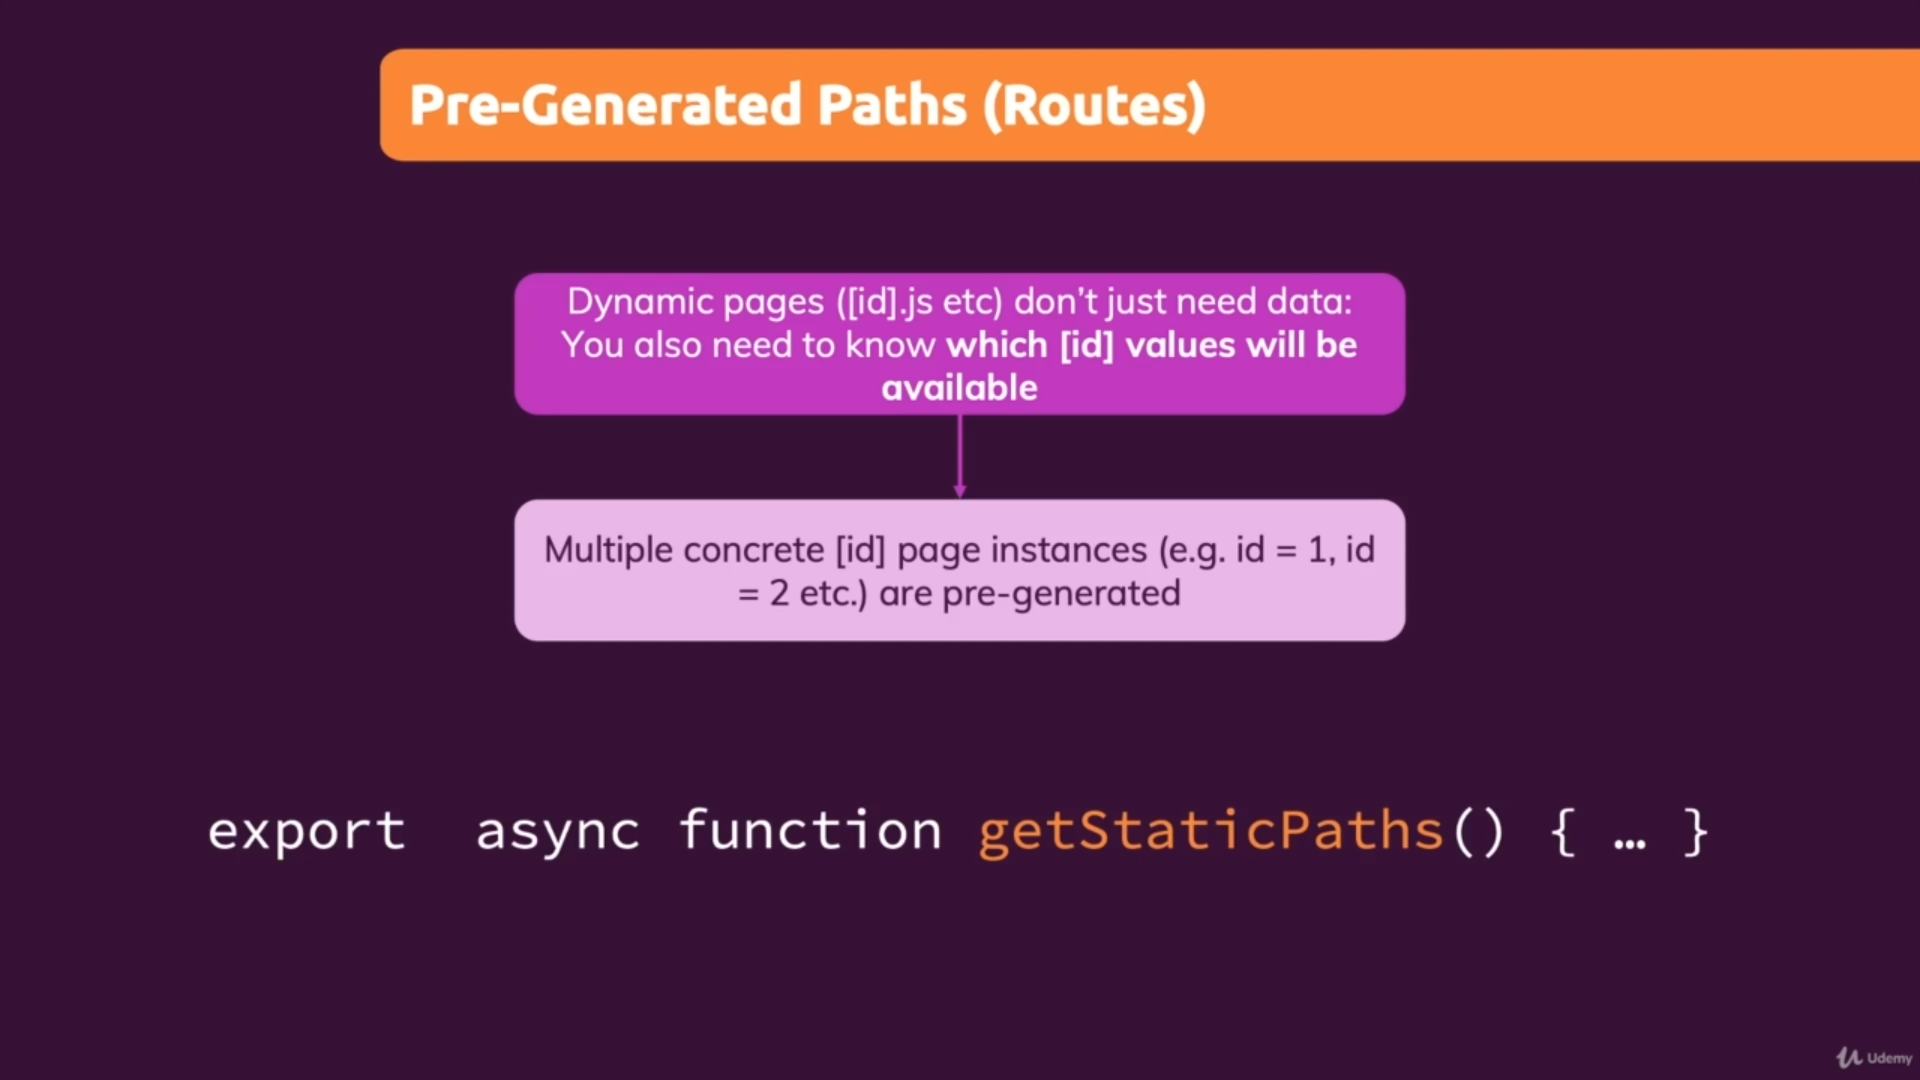 Pre-Generated Paths (Routes)
Dynamic pages ([id].js etc) don’t just need data:
You also need to know which [id] values will be
available
Multiple concrete [id] page instances (e.g. id = 1, id
= 2 etc.) are pre-generated
export  async function getStaticPaths() { … }
Udemy